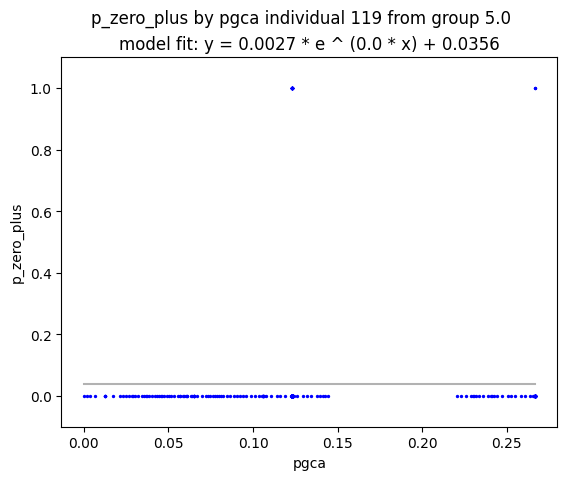 p_zero_plus by pgca individual 119 from group 5.0
model fit: y = 0.0027 * e ^ (0.0 * x) + 0.0356
1.0
0.8
0.6
0.4
0.2
0.0
p_zero_plus
0.00 0.05 0.10 0.15 0.20 0.25
pgca